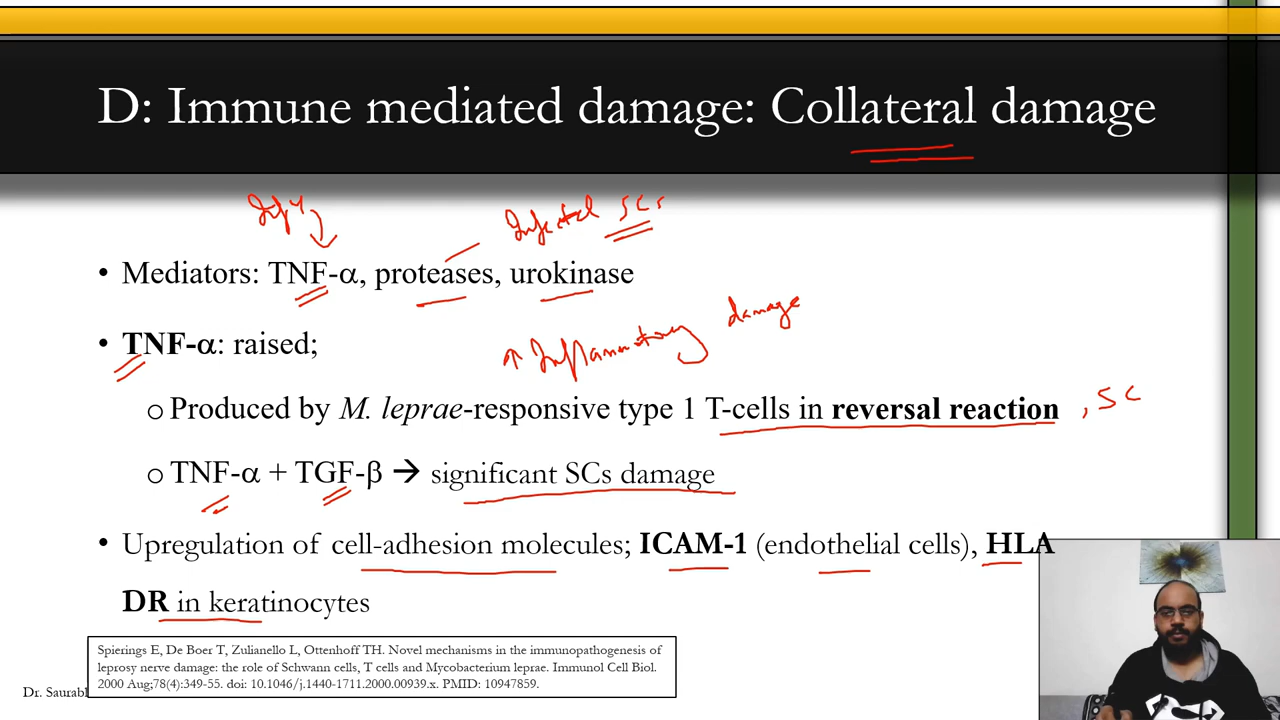 D: Immune mediated damage: Collateral damage
Infected SCs
• Mediators: TNF-α, proteases, urokinase
damage
↑ Inflammatory
• TNF-α: raised;
o Produced by M. leprae-responsive type 1 T-cells in reversal reaction , SC
o TNF-α + TGF-β → significant SCs damage
• Upregulation of cell-adhesion molecules; ICAM-1 (endothelial cells), HLA
DR in keratinocytes
Spierings E, De Boer T, Zulianello L, Ottenhoff TH. Novel mechanisms in the immunopathogenesis of
leprosy nerve damage: the role of Schwann cells, T cells and Mycobacterium leprae. Immunol Cell Biol.
2000 Aug;78(4):349-55. doi: 10.1046/j.1440-1711.2000.00939.x. PMID: 10947859.
Dr.